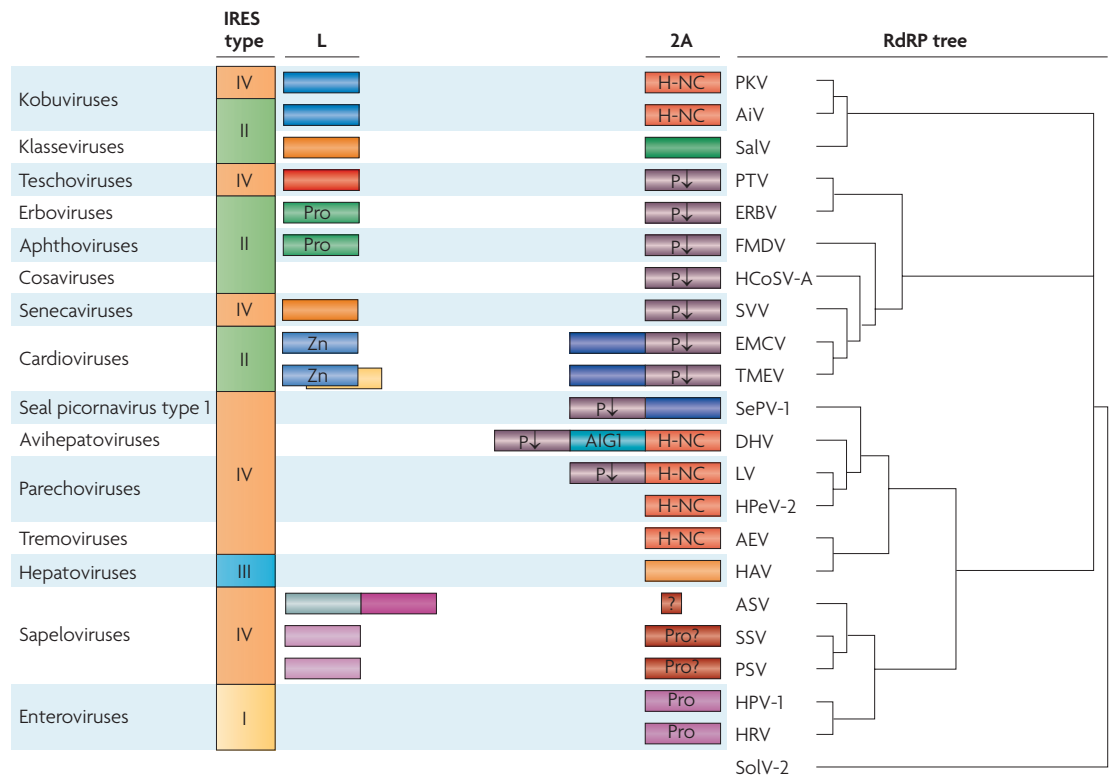 IRES type
L
2A
RdRP tree
Kobuviruses
IV
H-NC
PKV
II
H-NC
AiV
Klasseviruses
SalV
Teschoviruses
IV
P↓
PTV
Erboviruses
II
Pro
P↓
ERBV
Aphthoviruses
Pro
P↓
FMDV
Cosaviruses
P↓
HCoSV-A
Senecaviruses
IV
P↓
SVV
Cardioviruses
II
Zn
P↓
EMCV
Zn
P↓
TMEV
Seal picornavirus type 1
IV
P↓
SePV-1
Avihepatoviruses
P↓
AIG1
H-NC
DHV
Parechoviruses
P↓
H-NC
LV
H-NC
HPeV-2
Tremoviruses
H-NC
AEV
Hepatoviruses
III
HAV
Sapeloviruses
IV
?
ASV
Pro?
SSV
Pro?
PSV
Enteroviruses
I
Pro
HPV-1
Pro
HRV
SolV-2